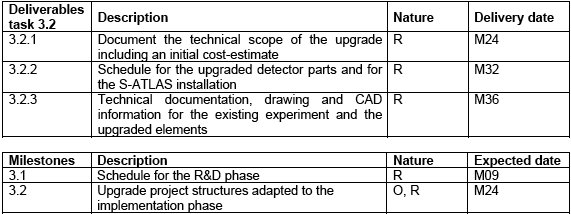 Deliverables task 3.2 Description Nature Delivery date
3.2.1 Document the technical scope of the upgrade R M24
including an initial cost-estimate
3.2.2 Schedule for the upgraded detector parts and for R M32
the S-ATLAS installation
3.2.3 Technical documentation, drawing and CAD R M36
information for the existing experiment and the
upgraded elements
Milestones Description Nature Expected date
3.1 Schedule for the R&D phase R M09
3.2 Upgrade project structures adapted to the O, R M24
implementation phase